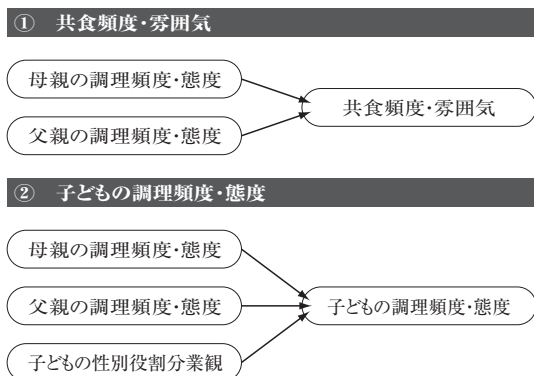 ① 共食頻度・雰囲気
母親の調理頻度・態度
共食頻度・雰囲気
父親の調理頻度・態度
② 子どもの調理頻度・態度
母親の調理頻度・態度
父親の調理頻度・態度
子どもの調理頻度・態度
子どもの性別役割分業観